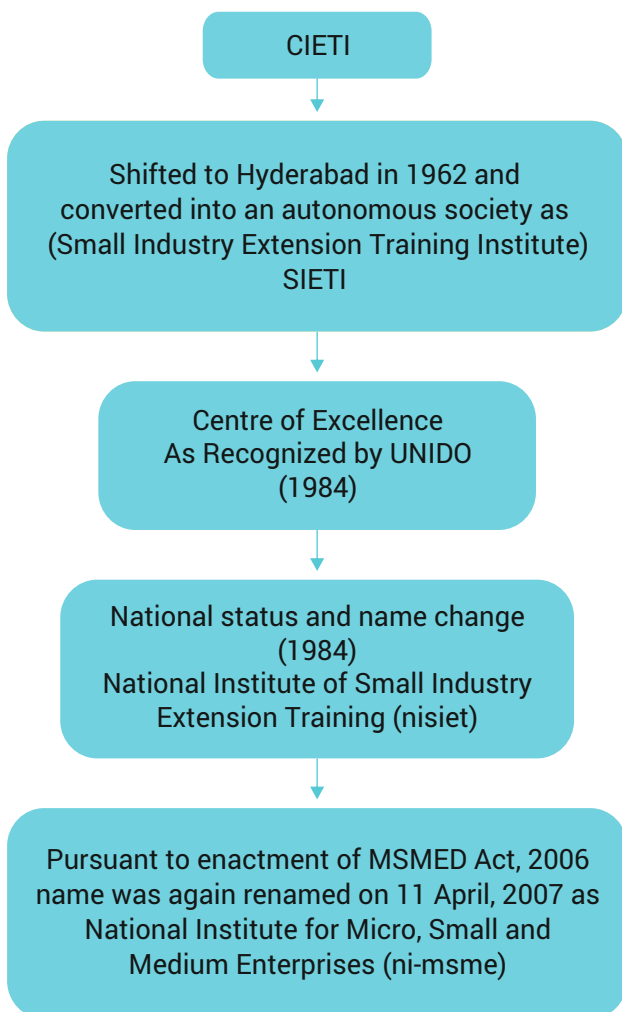 CIETI
Shifted to Hyderabad in 1962 and
converted into an autonomous society as
(Small Industry Extension Training Institute)
SIETI
Centre of Excellence
As Recognized by UNIDO
(1984)
National status and name change
(1984)
National Institute of Small Industry
Extension Training (nisiet)
Pursuant to enactment of MSMED Act, 2006
name was again renamed on 11 April, 2007 as
National Institute for Micro, Small and
Medium Enterprises (ni-msme)